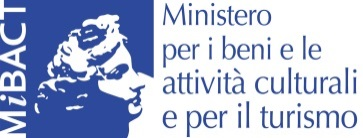 MiBACT
Ministero
per i beni e le
attività culturali
e per il turismo